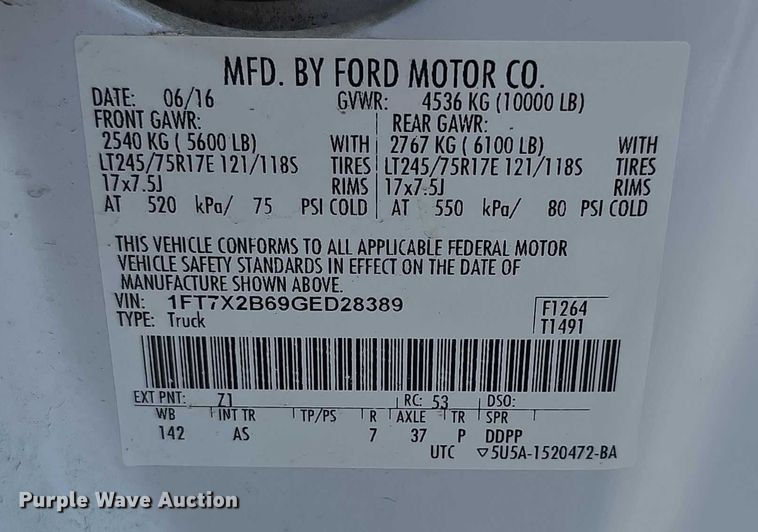 MFD. BY FORD MOTOR CO.
DATE: 06/16 GVWR: 4536 KG (10000 LB)
FRONT GAWR: REAR GAWR:
2540 KG ( 5600 LB) WITH 2767 KG ( 6100 LB) WITH
LT245/75R17E 121/118S TIRES LT245/75R17E 121/118S TIRES
17x7.5J RIMS 17x7.5J RIMS
AT 520 kPa/ 75 PSI COLD AT 550 kPa/ 80 PSI COLD
THIS VEHICLE CONFORMS TO ALL APPLICABLE FEDERAL MOTOR
VEHICLE SAFETY STANDARDS IN EFFECT ON THE DATE OF
MANUFACTURE SHOWN ABOVE.
VIN: 1FT7X2B69GED28389 F1264
TYPE: Truck T1491
EXT PNT: Z1 RC: 53 DSO:
WB INT TR TP/PS R AXLE TR SPR
142 AS 7 37 P DDPP
UTC ▽5U5A-1520472-BA
Purple Wave Auction